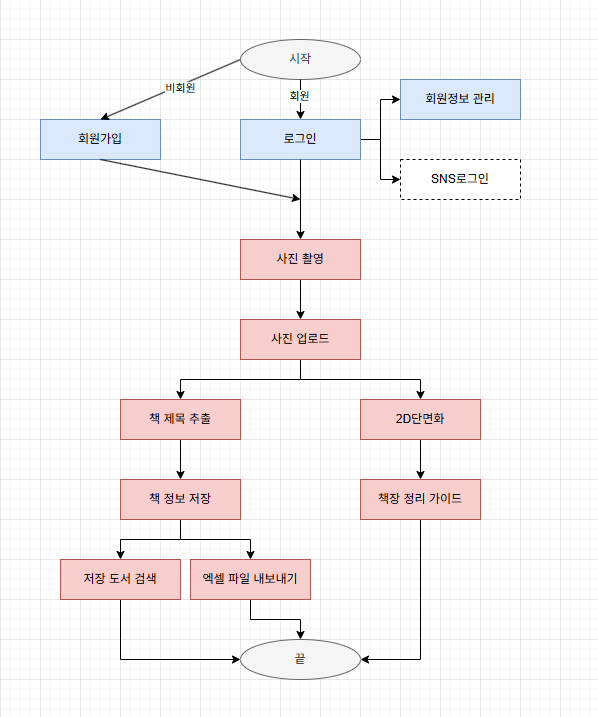 시작
비회원
회원
회원정보 관리
회원가입
로그인
SNS로그인
사진 촬영
사진 업로드
책 제목 추출
2D단면화
책 정보 저장
책장 정리 가이드
저장 도서 검색
엑셀 파일 내보내기
끝